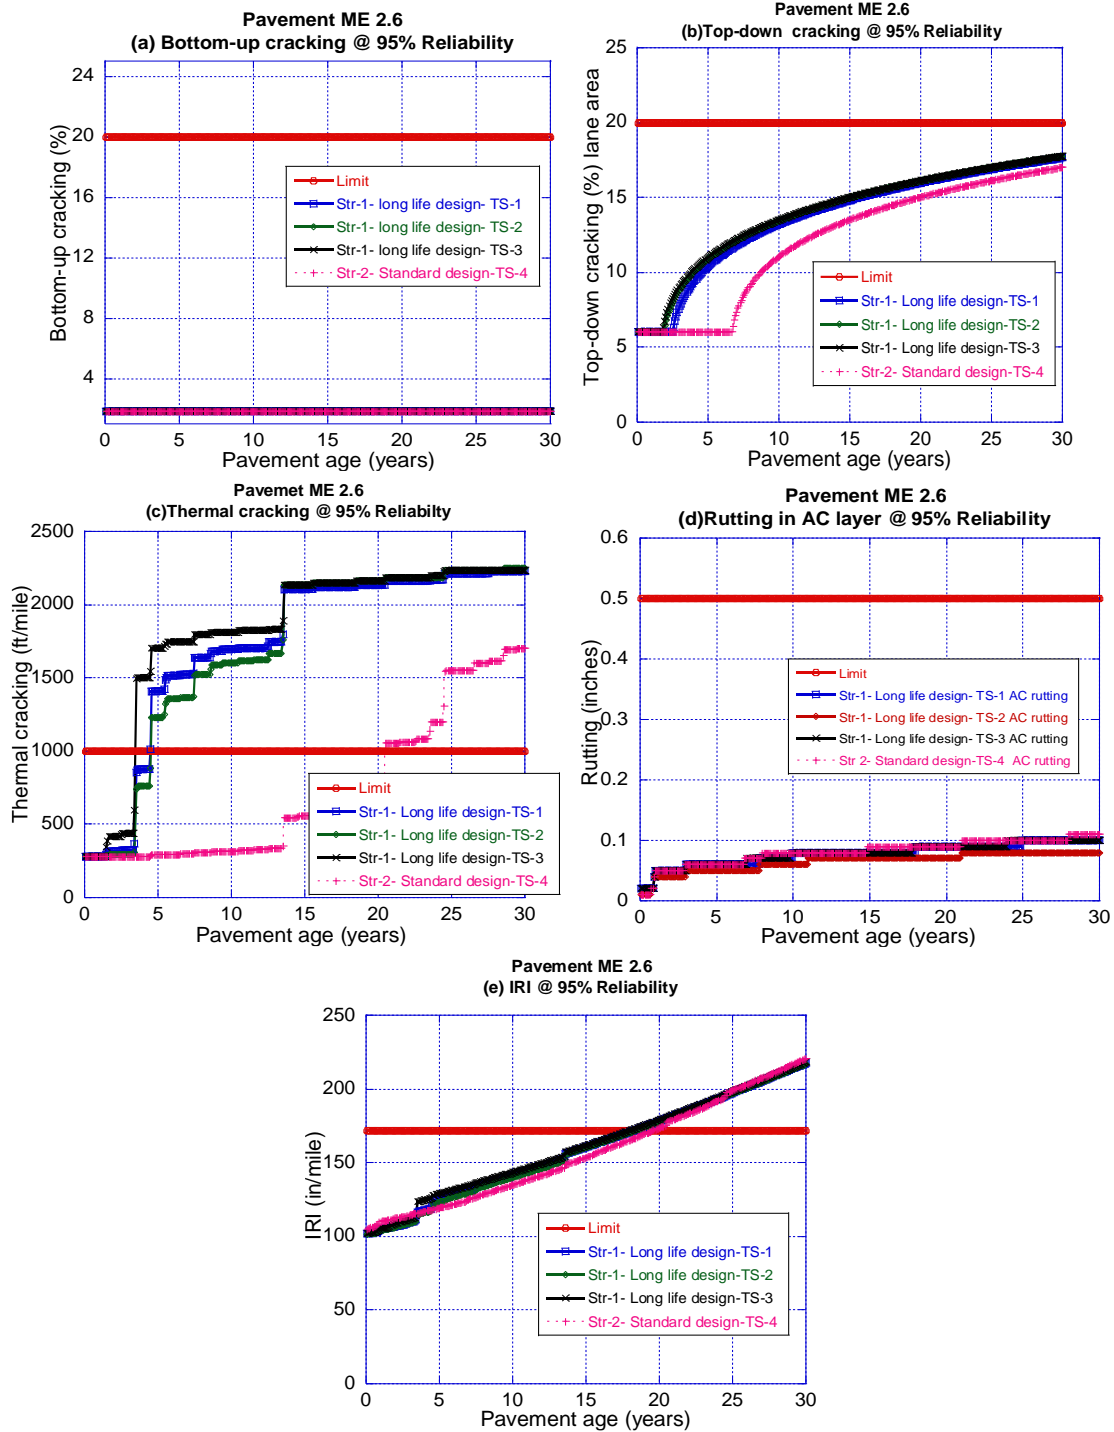 Pavement ME 2.6
(a) Bottom-up cracking @ 95% Reliability
Bottom-up cracking (%)
24
20
16
12
8
4
Limit
Str-1- long life design- TS-1
Str-1- long life design- TS-2
Str-1- long life design- TS-3
Str-2- Standard design-TS-4
0 5 10 15 20 25 30
Pavement age (years)
Pavement ME 2.6
(b)Top-down cracking @ 95% Reliability
Top-down cracking (%) lane area
25
20
15
10
5
0
Limit
Str-1- Long life design-TS-1
Str-1- Long life design-TS-2
Str-1- Long life design-TS-3
Str-2- Standard design-TS-4
0 5 10 15 20 25 30
Pavement age (years)
Pavemet ME 2.6
(c)Thermal cracking @ 95% Reliabilty
Thermal cracking (ft/mile)
2500
2000
1500
1000
500
0
Limit
Str-1- Long life design-TS-1
Str-1- Long life design-TS-2
Str-1- Long life design-TS-3
Str-2- Standard design-TS-4
0 5 10 15 20 25 30
Pavement age (years)
Pavement ME 2.6
(d)Rutting in AC layer @ 95% Reliability
Rutting (inches)
0.6
0.5
0.4
0.3
0.2
0.1
0
Limit
Str-1- Long life design- TS-1 AC rutting
Str-1- Long life design- TS-2 AC rutting
Str-1- Long life design- TS-3 AC rutting
Str 2- Standard design-TS-4 AC rutting
0 5 10 15 20 25 30
Pavement age (years)
Pavement ME 2.6
(e) IRI @ 95% Reliability
IRI (in/mile)
250
200
150
100
50
0
Limit
Str-1- Long life design-TS-1
Str-1- Long life design-TS-2
Str-1- Long life design-TS-3
Str-2- Standard design-TS-4
0 5 10 15 20 25 30
Pavement age (years)